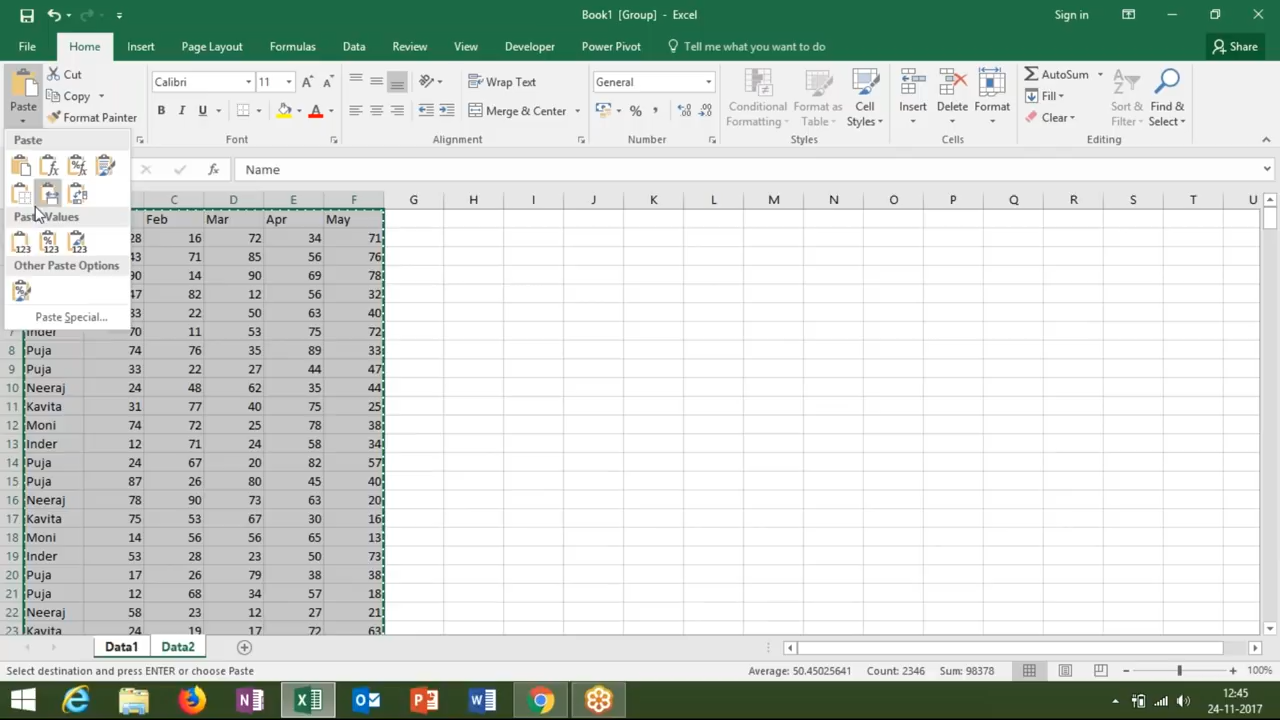 Book1 [Group] - Excel
Sign in
File Home Insert Page Layout Formulas Data Review View Developer Power Pivot Tell me what you want to do Share
Paste
Cut
Copy
Format Painter
Calibri 11
B I U
Font
Wrap Text
Merge & Center
Alignment
General
%
Number
Conditional Formatting
Format as Table
Cell Styles
Styles
Insert
Delete
Format
Cells
AutoSum
Fill
Clear
Sort & Filter
Find & Select
Editing
Paste
Paste Values
123 123 123
Other Paste Options
Paste Special...
fx Name
C D E F G H I J K L M N O P Q R S T U
Feb Mar Apr May
28 16 72 34 71
43 71 85 56 76
90 14 90 69 78
47 82 12 56 32
83 22 50 63 40
7 Inder 70 11 53 75 72
8 Puja 74 76 35 89 33
9 Puja 33 22 27 44 47
10 Neeraj 24 48 62 35 44
11 Kavita 31 77 40 75 25
12 Moni 74 72 25 78 38
13 Inder 12 71 24 58 34
14 Puja 24 67 20 82 57
15 Puja 87 26 80 45 40
16 Neeraj 78 90 73 63 20
17 Kavita 75 53 67 30 16
18 Moni 14 56 56 65 13
19 Inder 53 28 23 50 73
20 Puja 17 26 79 38 38
21 Puja 12 68 34 57 18
22 Neeraj 58 23 12 27 21
23 Kavita 24 19 17 72 63
Data1 Data2
Select destination and press ENTER or choose Paste
Average: 50.45025641 Count: 2346 Sum: 98378
100%
12:45
24-11-2017